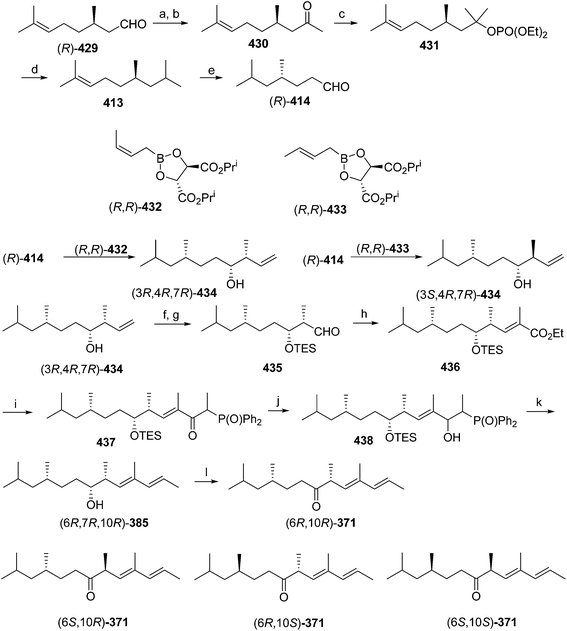 CHO O OPO(OEt)₂
a, b c
(R)-429 430 431
d e CHO
413 (R)-414
B O O CO₂Prⁱ CO₂Prⁱ B O O CO₂Prⁱ CO₂Prⁱ
(R,R)-432 (R,R)-433
(R)-414 (R,R)-432 OH (R)-414 (R,R)-433 OH
(3R,4R,7R)-434 (3S,4R,7R)-434
f, g h
OH CHO OTES CO₂Et OTES
(3R,4R,7R)-434 435 436
i j k
OTES O P(O)Ph₂ OTES OH P(O)Ph₂
437 438
l
OH O
(6R,7R,10R)-385 (6R,10R)-371
O O O
(6S,10R)-371 (6R,10S)-371 (6S,10S)-371